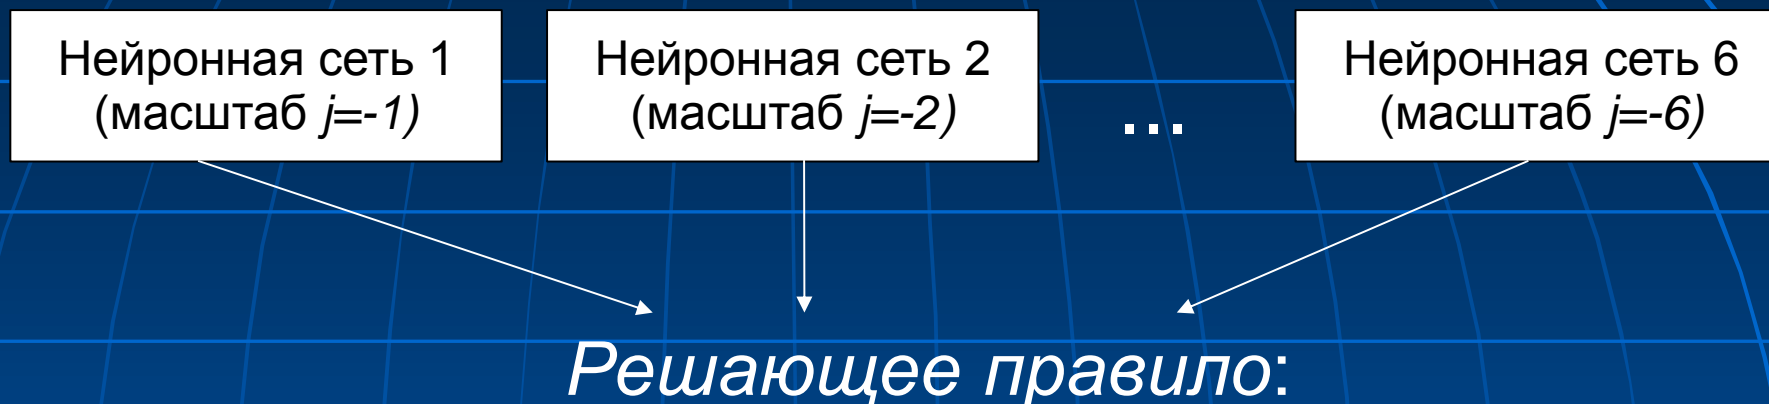 Нейронная сеть 1
(масштаб j=-1)
Нейронная сеть 2
(масштаб j=-2)
...
Нейронная сеть 6
(масштаб j=-6)
Решающее правило: